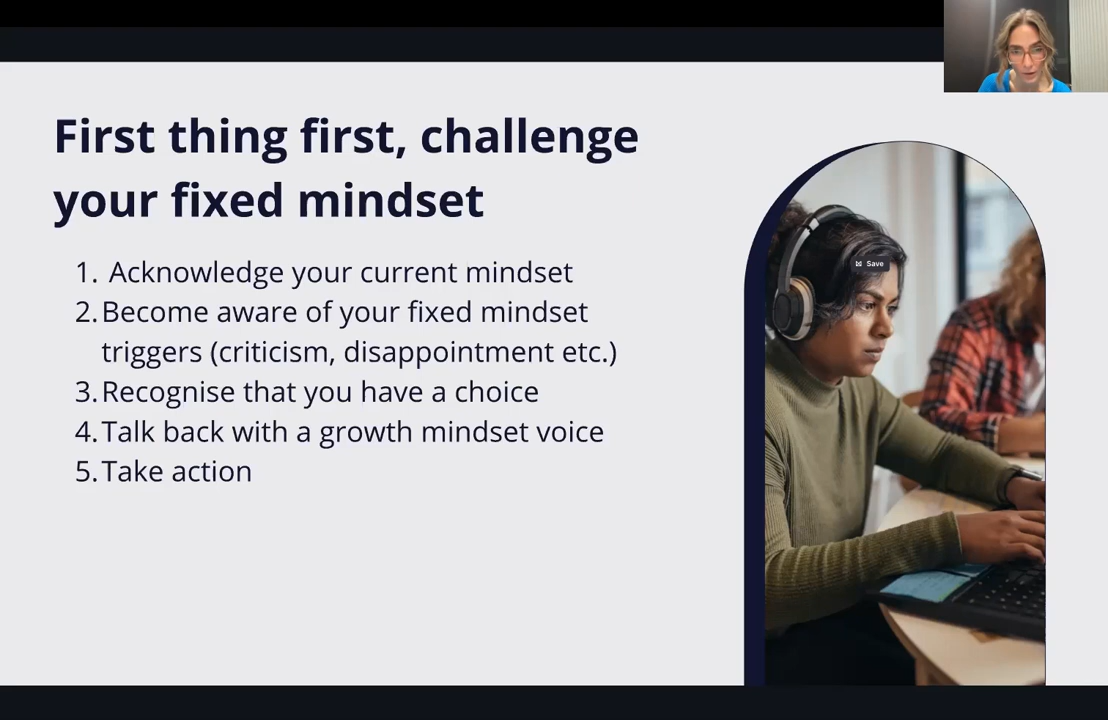 First thing first, challenge
your fixed mindset
1. Acknowledge your current mindset
2. Become aware of your fixed mindset
triggers (criticism, disappointment etc.)
3. Recognise that you have a choice
4. Talk back with a growth mindset voice
5. Take action
Save